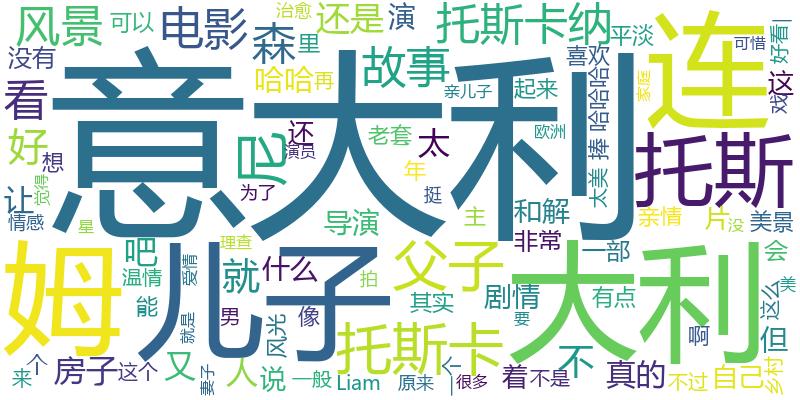 风景 可以 电影 治愈 还是 演 托斯卡纳 平淡 可惜 好看
没有 森 里 故事 喜欢 这
看 意大利 哈哈 再 亲儿子 起来 哈哈哈 家庭 连 戏
好 尼 还 老套 太 欧洲 捧 托斯
想 演员 年 太美
让 觉得 为了 挺 和解 亲情 片 没 美景
情感 星 导演 主 非常 一部 会
姆 吧 理查 父子 大利
温情 爱情 儿子 就 什么 拍 剧情 有点 这么 美
能 男 像 其实 啊 但
就是 风光 托斯卡 要 不
来 个 房子 这个 又 妻子 人 说 一般 Liam 原来 很多 着 不是 真的 不过 自己 乡村